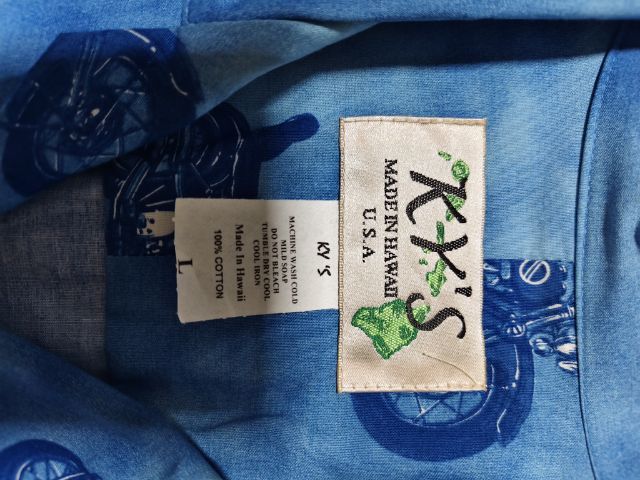 KY'S
MADE IN HAWAII
U.S.A.
KY'S
MACHINE WASH COLD
MILD SOAP
DO NOT BLEACH
TUMBLE DRY COOL
COOL IRON
Made In Hawaii
100% COTTON
L